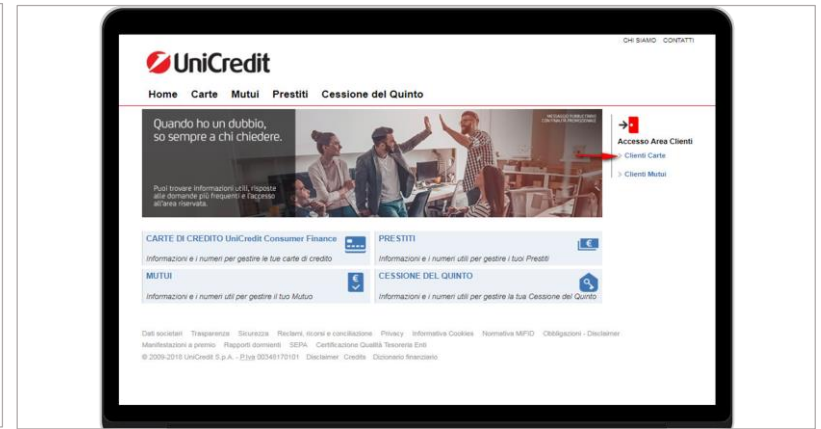 CHI SIAMO CONTATTI
UniCredit
Home Carte Mutui Prestiti Cessione del Quinto
Quando ho un dubbio,
so sempre a chi chiedere.
MESSAGGIO PUBBLICITARIO
CON FINALITÀ PROMOZIONALE
Puoi trovare informazioni utili, risposte
alle domande più frequenti e l'accesso
all'area riservata.
Accesso Area Clienti
> Clienti Carte
> Clienti Mutui
CARTE DI CREDITO UniCredit Consumer Finance
Informazioni e i numeri per gestire le tue carte di credito
PRESTITI
Informazioni e i numeri utili per gestire i tuoi Prestiti
MUTUI
Informazioni e i numeri utili per gestire il tuo Mutuo
CESSIONE DEL QUINTO
Informazioni e i numeri utili per gestire la tua Cessione del Quinto
Dati societari Trasparenza Sicurezza Reclami, ricorsi e conciliazione Privacy Informativa Cookies Normativa MIFID Obbligazioni - Disclaimer
Manifestazioni a premio Rapporti dormienti SEPA Certificazione Qualità Tesoreria Enti
© 2009-2018 UniCredit S.p.A. - P.Iva 00348170101 Disclaimer Credits Dizionario finanziario